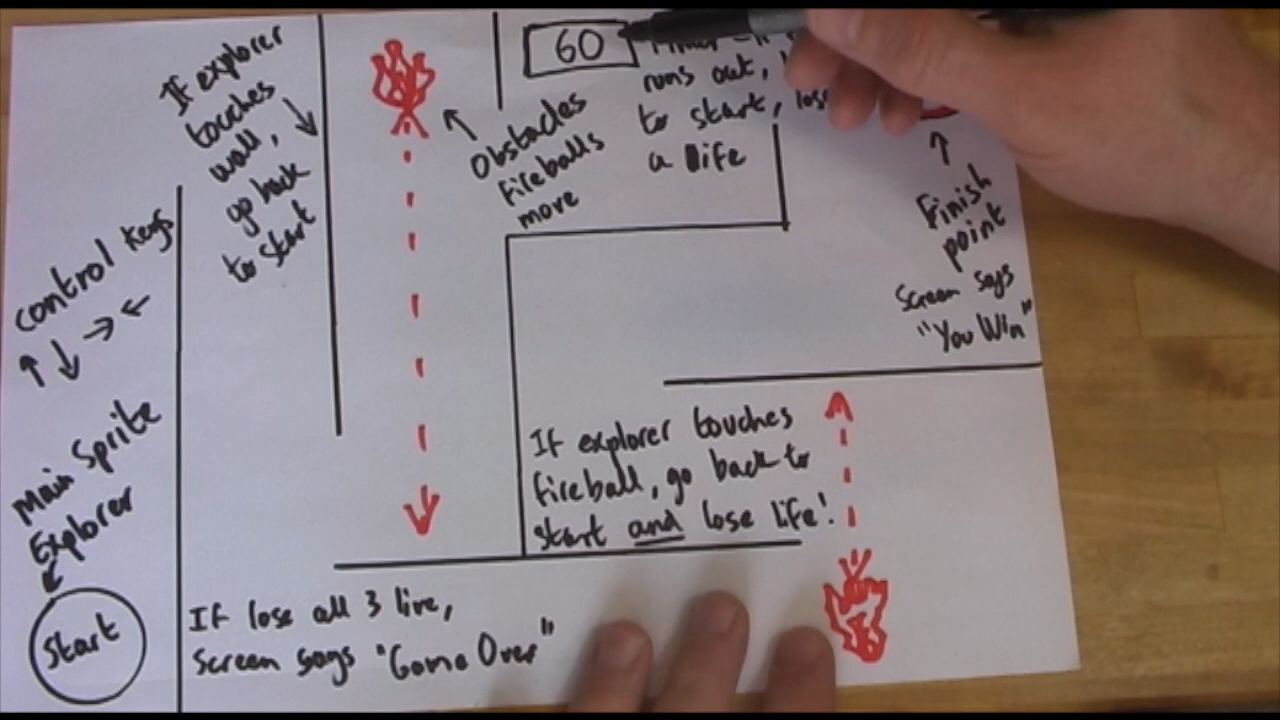 If explorer
touches
wall,
go back
to start
Obstacles
Fireballs
move
60
runs out,
to start, lose
a life
Finish
point
Screen says
"You Win"
Control Keys
↑ ↓ → ←
Main Sprite
Explorer
Start
If explorer touches
fireball, go back to
start and lose life!
If lose all 3 live,
Screen says "Game Over"